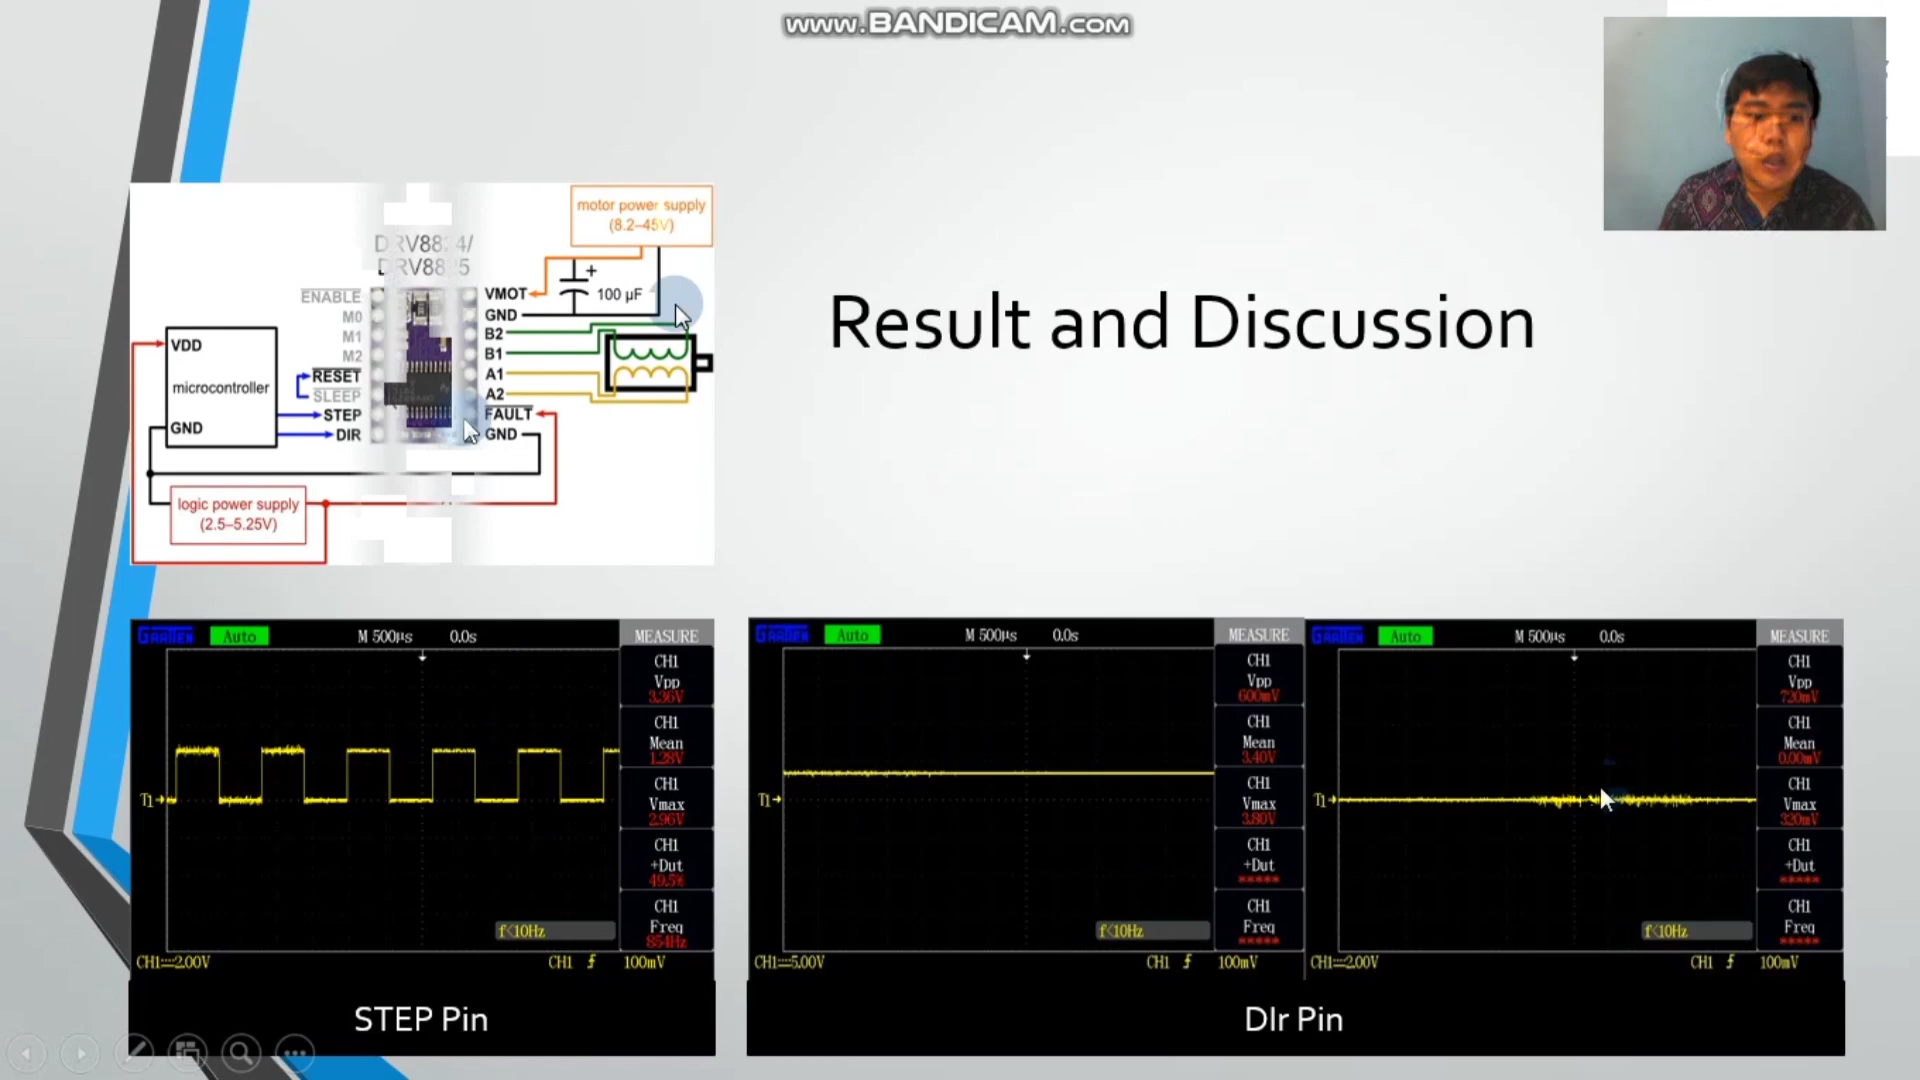 www.BANDICAM.com
motor power supply
(8.2–45V)
DRV8824/
DRV8825
ENABLE
M0
M1
M2
RESET
SLEEP
STEP
DIR
VMOT
GND
B2
B1
A1
A2
FAULT
GND
+
100 µF
VDD
microcontroller
GND
logic power supply
(2.5–5.25V)
Result and Discussion
GRATTEN Auto M 500µs 0.0s MEASURE
CH1
Vpp
3.36V
CH1
Mean
1.28V
CH1
Vmax
2.96V
CH1
+Dut
49.5%
CH1
Freq
854Hz
T1
f<10Hz
CH1 2.00V CH1 100mV
STEP Pin
GRATTEN Auto M 500µs 0.0s MEASURE
CH1
Vpp
600mV
CH1
Mean
3.40V
CH1
Vmax
3.80V
CH1
+Dut
*****
CH1
Freq
*****
T1
f<10Hz
CH1 5.00V CH1 100mV
GRATTEN Auto M 500µs 0.0s MEASURE
CH1
Vpp
720mV
CH1
Mean
0.00mV
CH1
Vmax
320mV
CH1
+Dut
*****
CH1
Freq
*****
T1
f<10Hz
CH1 2.00V CH1 100mV
DIr Pin